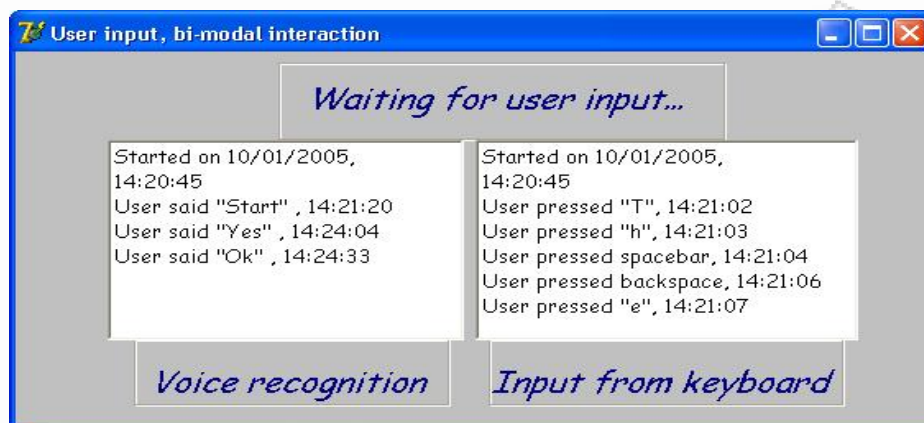 User input, bi-modal interaction
Waiting for user input...
Started on 10/01/2005,
14:20:45
User said "Start" , 14:21:20
User said "Yes" , 14:24:04
User said "Ok" , 14:24:33
Started on 10/01/2005,
14:20:45
User pressed "T", 14:21:02
User pressed "h", 14:21:03
User pressed spacebar, 14:21:04
User pressed backspace, 14:21:06
User pressed "e", 14:21:07
Voice recognition
Input from keyboard